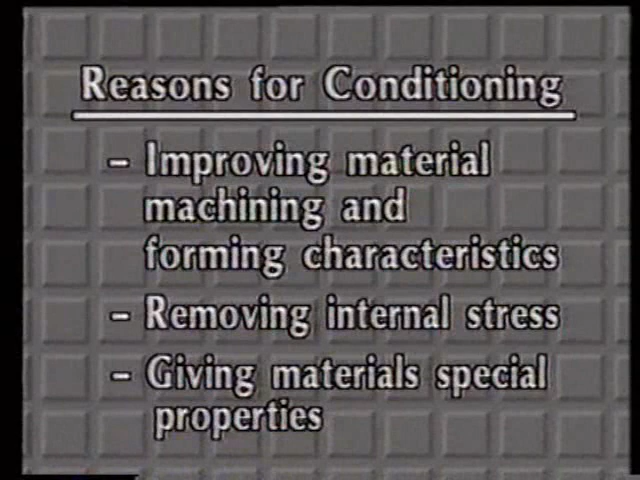 Reasons for Conditioning
– Improving material
machining and
forming characteristics
– Removing internal stress
– Giving materials special
properties